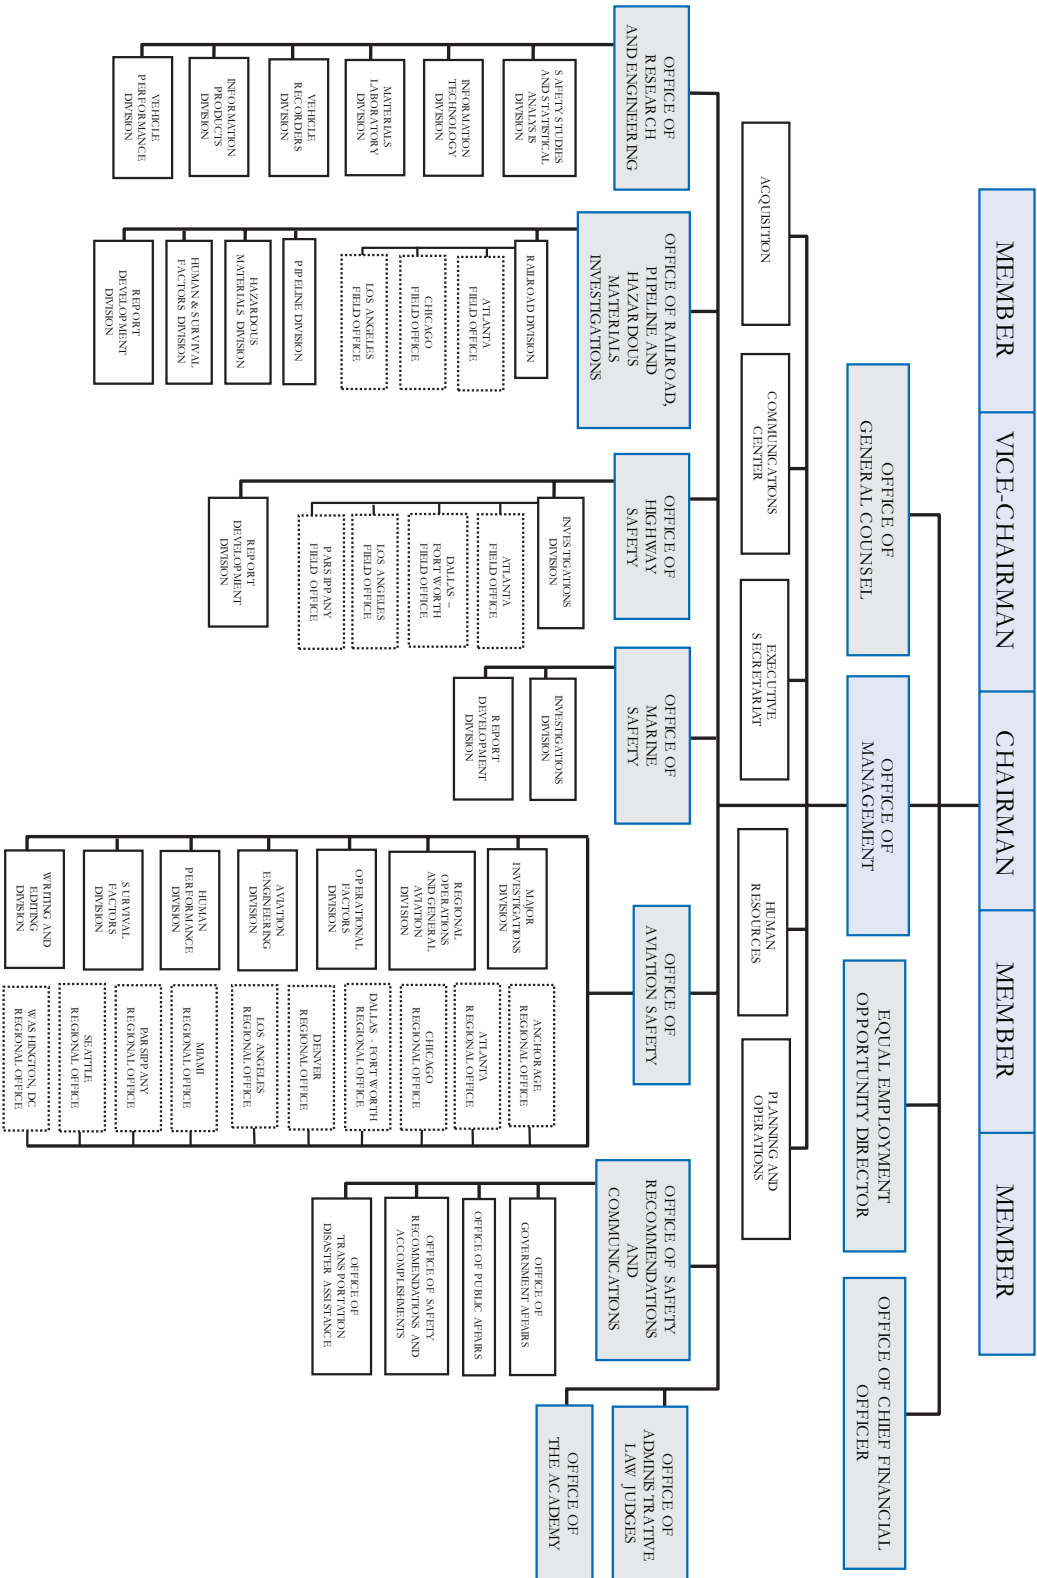 MEMBER
VICE-CHAIRMAN
CHAIRMAN
MEMBER
MEMBER
OFFICE OF
GENERAL COUNSEL
OFFICE OF
MANAGEMENT
EQUAL EMPLOYMENT
OPPORTUNITY DIRECTOR
OFFICE OF CHIEF FINANCIAL
OFFICER
ACQUISITION
COMMUNICATIONS
CENTER
EXECUTIVE
SECRETARIAT
HUMAN
RESOURCES
PLANNING AND
OPERATIONS
OFFICE OF
RESEARCH
AND ENGINEERING
SAFETY STUDIES
AND STATISTICAL
ANALYSIS
DIVISION
INFORMATION
TECHNOLOGY
DIVISION
MATERIALS
LABORATORY
DIVISION
VEHICLE
RECORDERS
DIVISION
INFORMATION
PRODUCTS
DIVISION
VEHICLE
PERFORMANCE
DIVISION
OFFICE OF RAILROAD,
PIPELINE AND
HAZARDOUS
MATERIALS
INVESTIGATIONS
RAILROAD DIVISION
ATLANTA
FIELD OFFICE
CHICAGO
FIELD OFFICE
LOS ANGELES
FIELD OFFICE
PIPELINE DIVISION
HAZARDOUS
MATERIALS DIVISION
HUMAN & SURVIVAL
FACTORS DIVISION
REPORT
DEVELOPMENT
DIVISION
OFFICE OF
HIGHWAY
SAFETY
INVESTIGATIONS
DIVISION
ATLANTA
FIELD OFFICE
DALLAS –
FORT WORTH
FIELD OFFICE
LOS ANGELES
FIELD OFFICE
PARSIPPANY
FIELD OFFICE
REPORT
DEVELOPMENT
DIVISION
OFFICE OF
MARINE
SAFETY
INVESTIGATIONS
DIVISION
REPORT
DEVELOPMENT
DIVISION
OFFICE OF
AVIATION SAFETY
MAJOR
INVESTIGATIONS
DIVISION
REGIONAL
OPERATIONS
AND GENERAL
AVIATION
DIVISION
OPERATIONAL
FACTORS
DIVISION
AVIATION
ENGINEERING
DIVISION
HUMAN
PERFORMANCE
DIVISION
SURVIVAL
FACTORS
DIVISION
WRITING AND
EDITING
DIVISION
ANCHORAGE
REGIONAL OFFICE
ATLANTA
REGIONAL OFFICE
CHICAGO
REGIONAL OFFICE
DALLAS - FORT WORTH
REGIONAL OFFICE
DENVER
REGIONAL OFFICE
LOS ANGELES
REGIONAL OFFICE
MIAMI
REGIONAL OFFICE
PARSIPPANY
REGIONAL OFFICE
SEATTLE
REGIONAL OFFICE
WASHINGTON, DC
REGIONAL OFFICE
OFFICE OF SAFETY
RECOMMENDATIONS
AND
COMMUNICATIONS
OFFICE OF
GOVERNMENT AFFAIRS
OFFICE OF PUBLIC AFFAIRS
OFFICE OF SAFETY
RECOMMENDATIONS AND
ACCOMPLISHMENTS
OFFICE OF
TRANSPORTATION
DISASTER ASSISTANCE
OFFICE OF
ADMINISTRATIVE
LAW JUDGES
OFFICE OF
THE ACADEMY